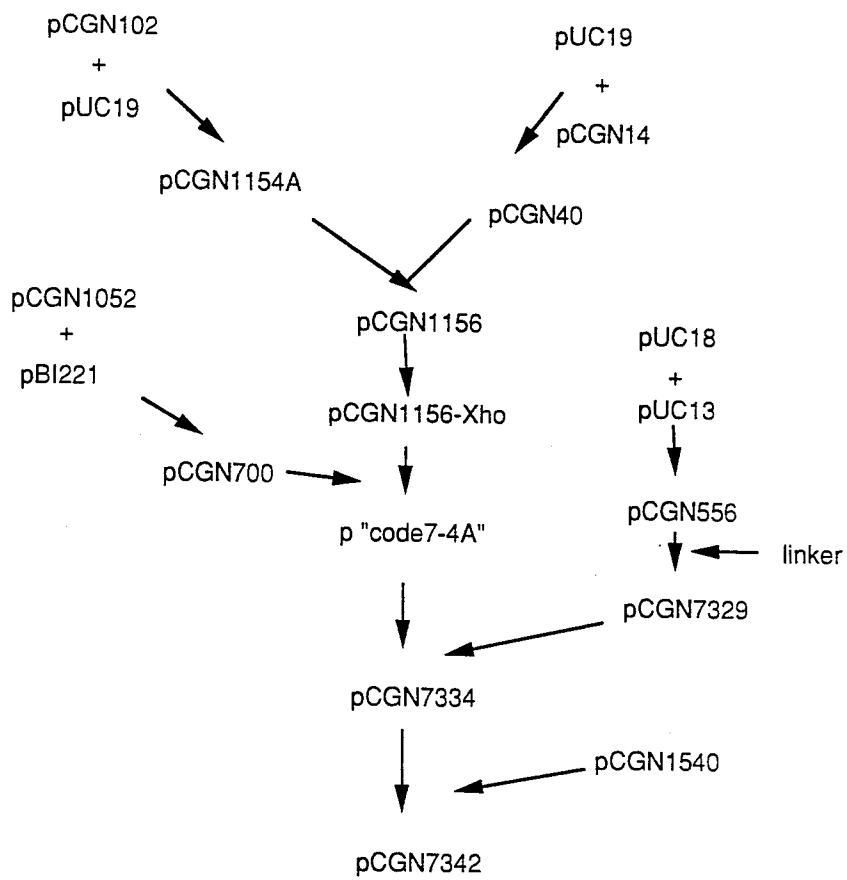 pCGN102
+
pUC19
pUC19
+
pCGN14
pCGN1154A
pCGN40
pCGN1052
+
pBI221
pCGN1156
pUC18
+
pUC13
pCGN1156-Xho
pCGN700
pCGN556
p "code7-4A"
linker
pCGN7329
pCGN7334
pCGN1540
pCGN7342